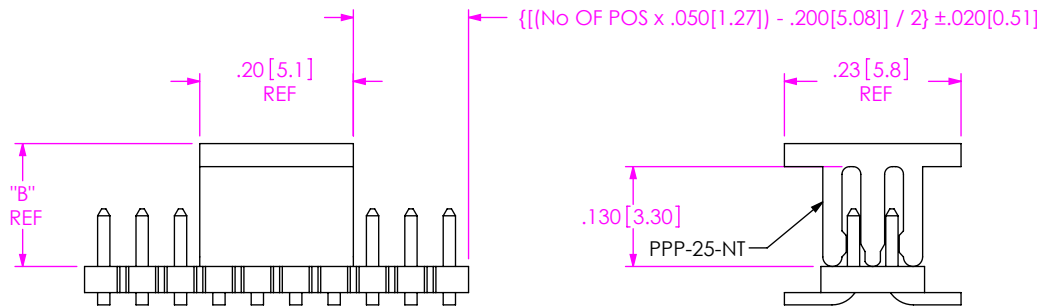 {[(No OF POS x .050[1.27]) - .200[5.08]] / 2} ±.020[0.51]
.20[5.1]
REF
.23[5.8]
REF
"B"
REF
.130[3.30]
PPP-25-NT